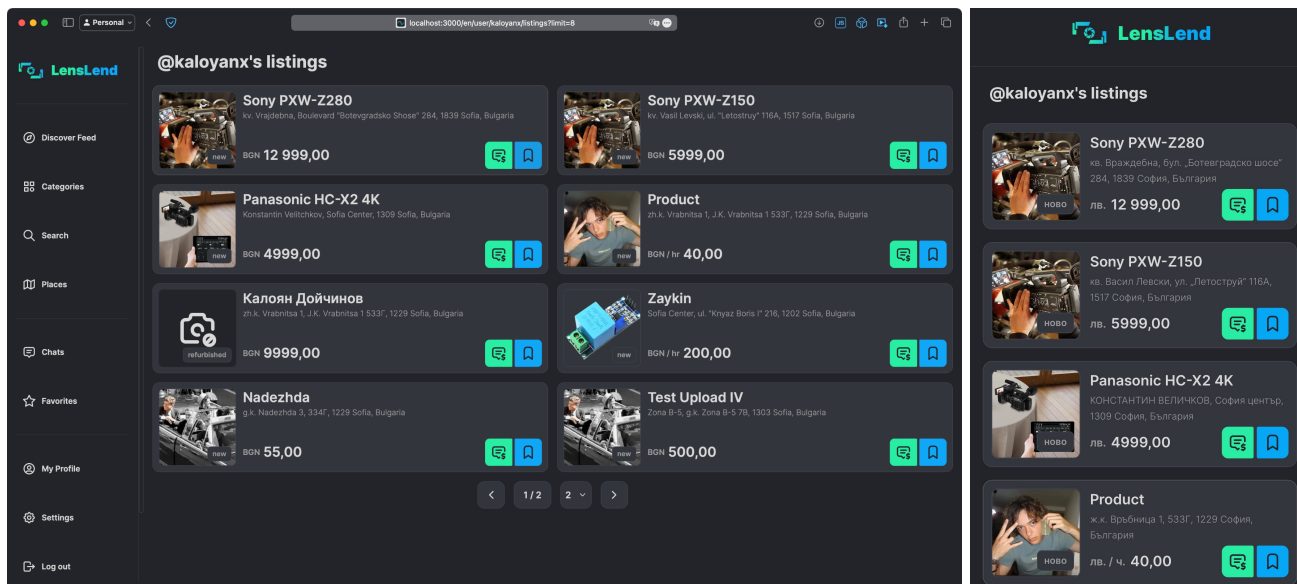 Personal
localhost:3000/en/user/kaloyanx/listings?limit=8
JS
LensLend
Discover Feed
Categories
Search
Places
Chats
Favorites
My Profile
Settings
Log out
@kaloyanx's listings
Sony PXW-Z280
kv. Vrajdebna, Boulevard "Botevgradsko Shose" 284, 1839 Sofia, Bulgaria
new
BGN 12 999,00
Sony PXW-Z150
kv. Vasil Levski, ul. "Letostruy" 116A, 1517 Sofia, Bulgaria
new
BGN 5999,00
Panasonic HC-X2 4K
Konstantin Velitchkov, Sofia Center, 1309 Sofia, Bulgaria
new
BGN 4999,00
Product
zh.k. Vrabnitsa 1, J.K. Vrabnitsa 1 533Г, 1229 Sofia, Bulgaria
new
BGN / hr 40,00
Калоян Дойчинов
zh.k. Vrabnitsa 1, J.K. Vrabnitsa 1 533Г, 1229 Sofia, Bulgaria
refurbished
BGN 9999,00
Zaykin
Sofia Center, ul. "Knyaz Boris I" 216, 1202 Sofia, Bulgaria
new
BGN / hr 200,00
Nadezhda
g.k. Nadezhda 3, 334Г, 1229 Sofia, Bulgaria
new
BGN 55,00
Test Upload IV
Zona B-5, g.k. Zona B-5 7B, 1303 Sofia, Bulgaria
new
BGN 500,00
1 / 2
2
LensLend
@kaloyanx's listings
Sony PXW-Z280
кв. Враждебна, бул. „Ботевградско шосе"
284, 1839 София, България
ново
лв. 12 999,00
Sony PXW-Z150
кв. Васил Левски, ул. „Летоструй" 116А,
1517 София, България
ново
лв. 5999,00
Panasonic HC-X2 4K
КОНСТАНТИН ВЕЛИЧКОВ, София център,
1309 София, България
ново
лв. 4999,00
Product
ж.к. Връбница 1, 533Г, 1229 София,
България
ново
лв. / ч. 40,00